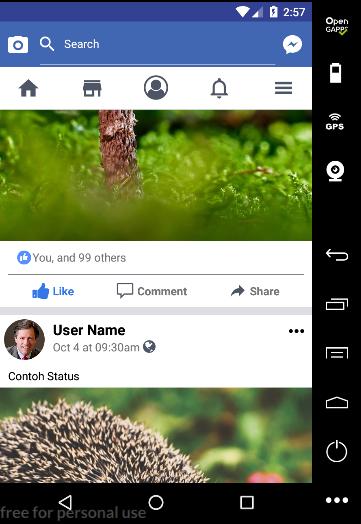 2:57
Open
GAPPS
Search
GPS
You, and 99 others
Like Comment Share
User Name
Oct 4 at 09:30am
Contoh Status
free for personal use